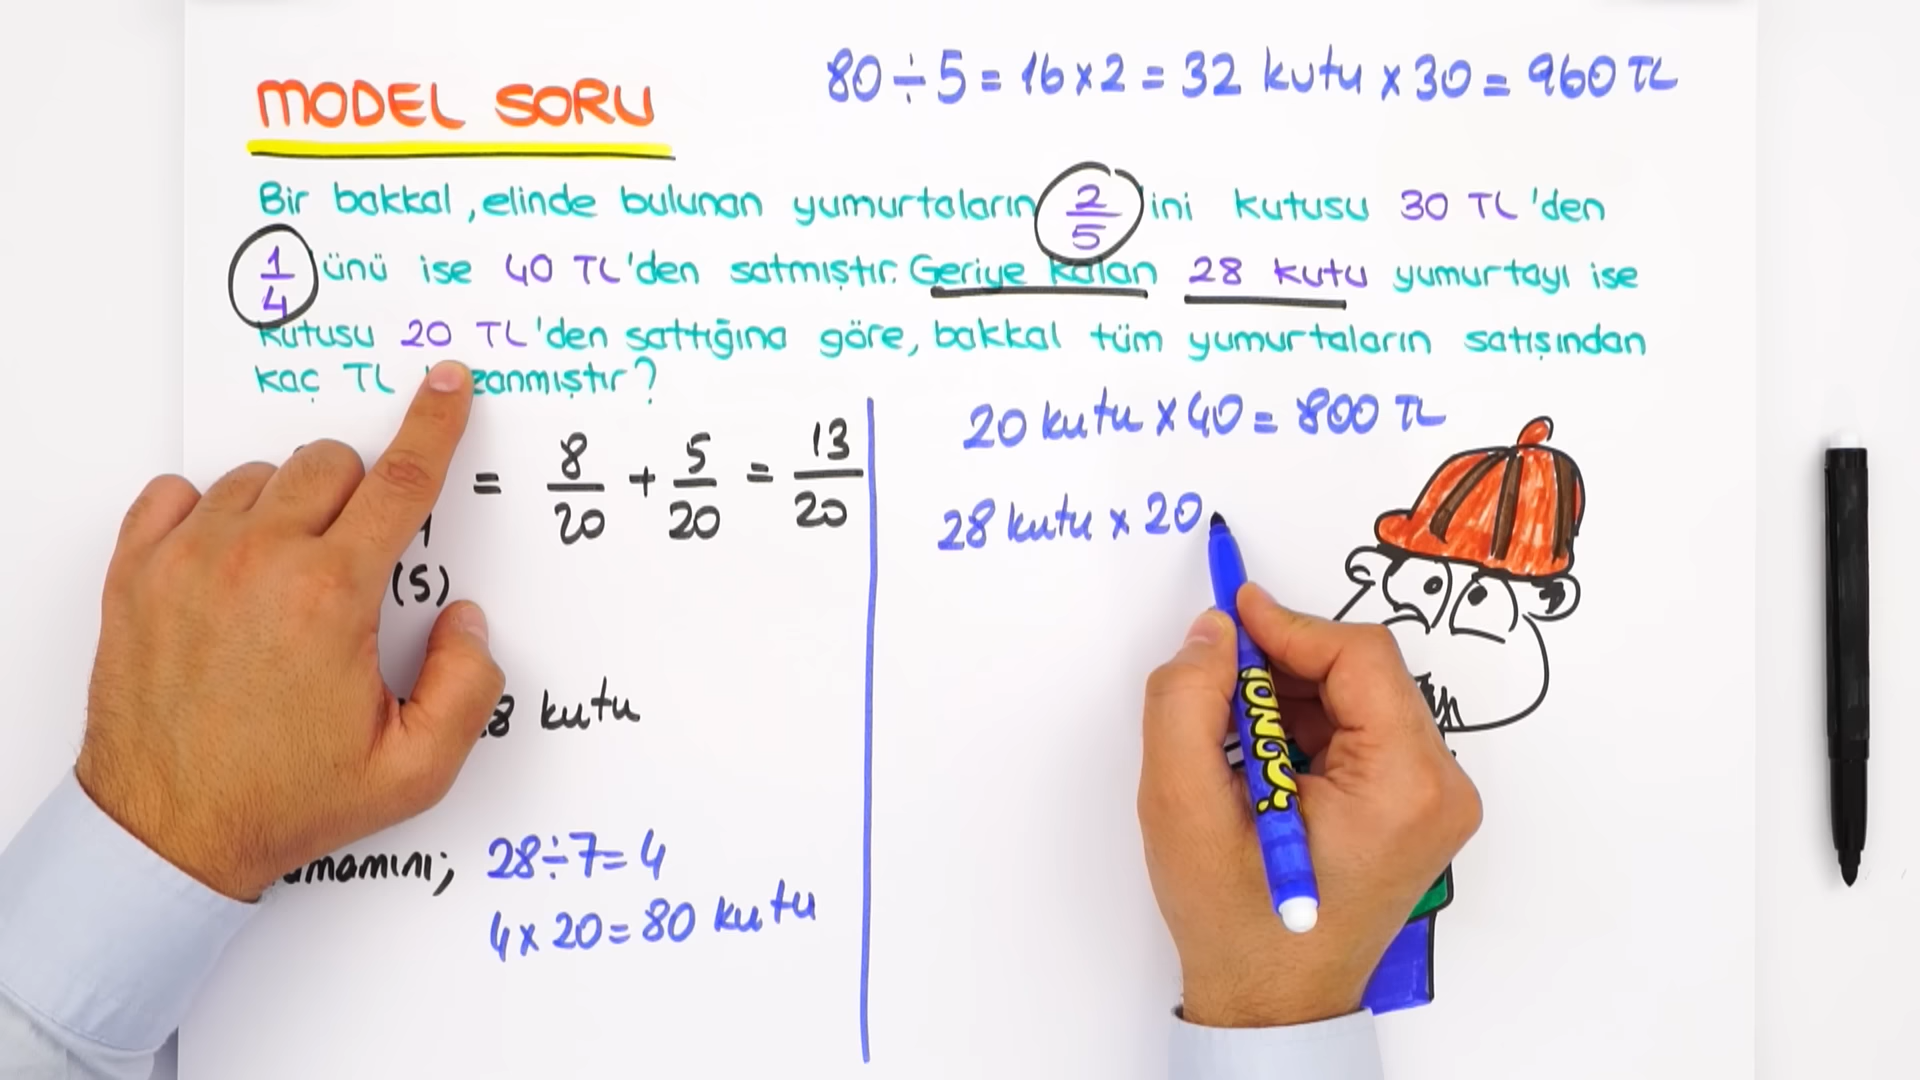 80÷5=16×2=32 kutu ×30=960 TL
MODEL SORU
Bir bakkal, elinde bulunan yumurtaların 2/5 ini kutusu 30 TL'den
1/4 ünü ise 40 TL'den satmıştır. Geriye kalan 28 kutu yumurtayı ise
kutusu 20 TL'den sattığına göre, bakkal tüm yumurtaların satışından
kaç TL zanmıştır?
= 8/20 + 5/20 = 13/20
(5)
8 kutu
mamını; 28÷7=4
4×20=80 kutu
20 kutu ×40=800 TL
28 kutu × 20